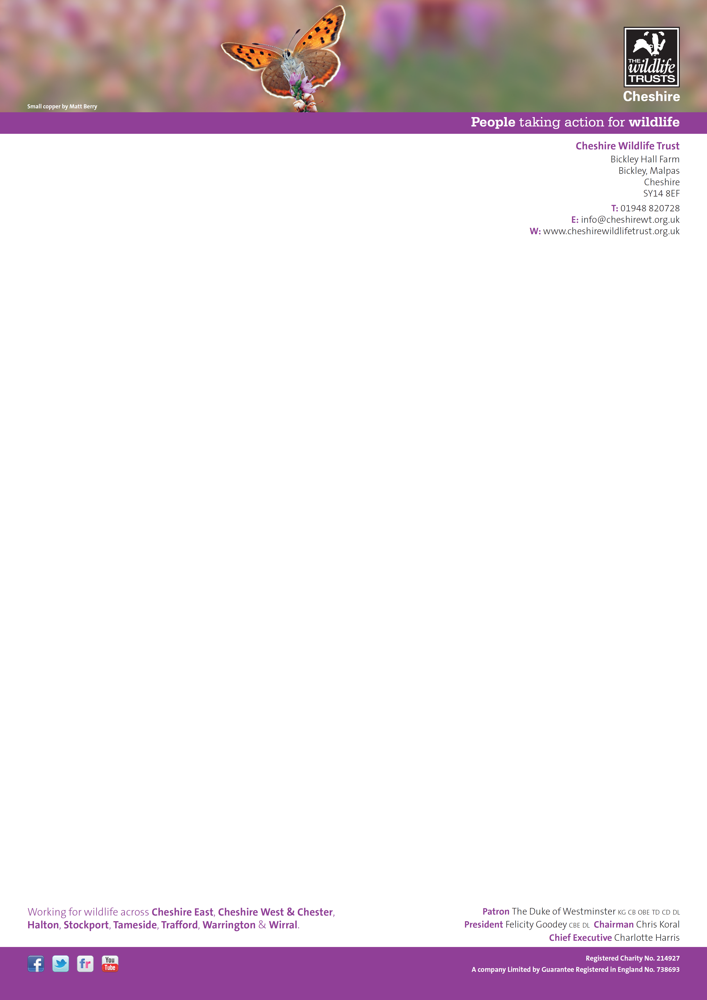 THE
wildlife
TRUSTS
Cheshire
Small copper by Matt Berry
People taking action for wildlife
Cheshire Wildlife Trust
Bickley Hall Farm
Bickley, Malpas
Cheshire
SY14 8EF
T: 01948 820728
E: info@cheshirewt.org.uk
W: www.cheshirewildlifetrust.org.uk
Working for wildlife across Cheshire East, Cheshire West & Chester,
Halton, Stockport, Tameside, Trafford, Warrington & Wirral.
Patron The Duke of Westminster KG CB OBE TD CD DL
President Felicity Goodey CBE DL Chairman Chris Koral
Chief Executive Charlotte Harris
f
fr
You
Tube
Registered Charity No. 214927
A company Limited by Guarantee Registered in England No. 738693